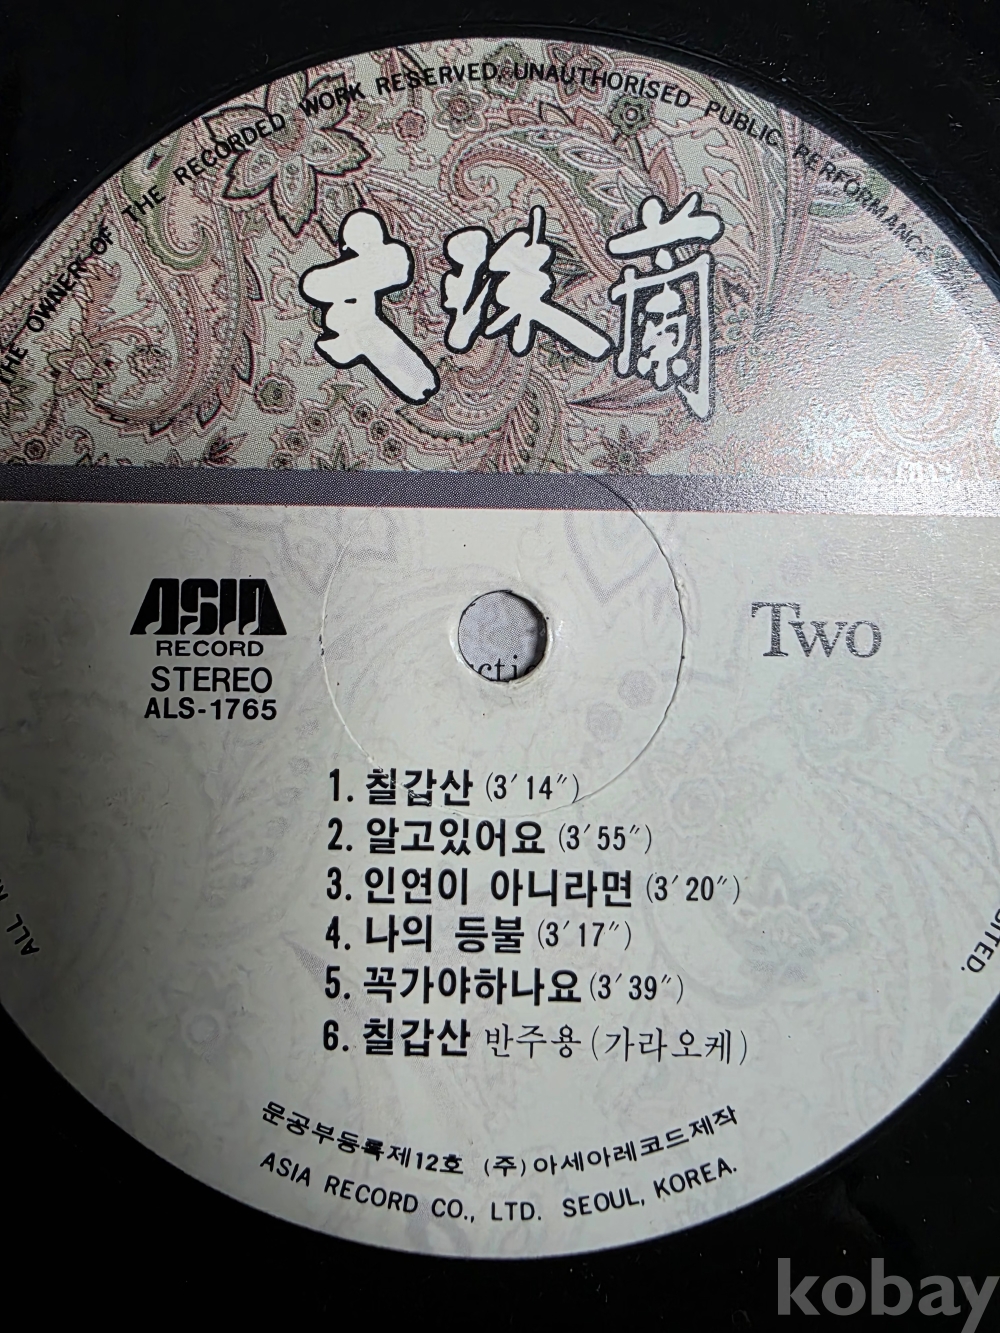 THE OWNER OF THE RECORDED WORK RESERVED. UNAUTHORISED PUBLIC PERFORMANCE
文珠蘭
ASIA
RECORD
STEREO
ALS-1765
Two
1. 칠갑산 (3′14″)
2. 알고있어요 (3′55″)
3. 인연이 아니라면 (3′20″)
4. 나의 등불 (3′17″)
5. 꼭가야하나요 (3′39″)
6. 칠갑산 반주용 (가라오케)
ALL
문공부등록제12호 (주)아세아레코드제작
ASIA RECORD CO., LTD. SEOUL, KOREA.
kobay